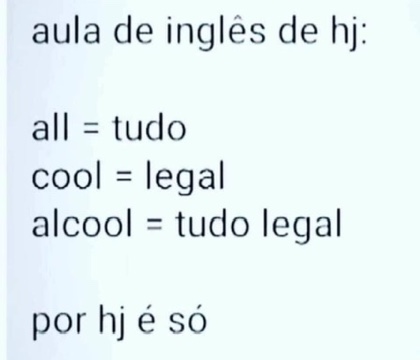 aula de inglês de hj:
all = tudo
cool = legal
alcool = tudo legal
por hj é só